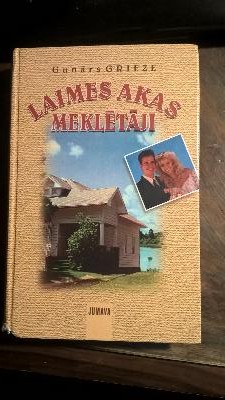 Gunārs GRIEZE
LAIMES AKAS
MEKLĒTĀJI
JUMAVA